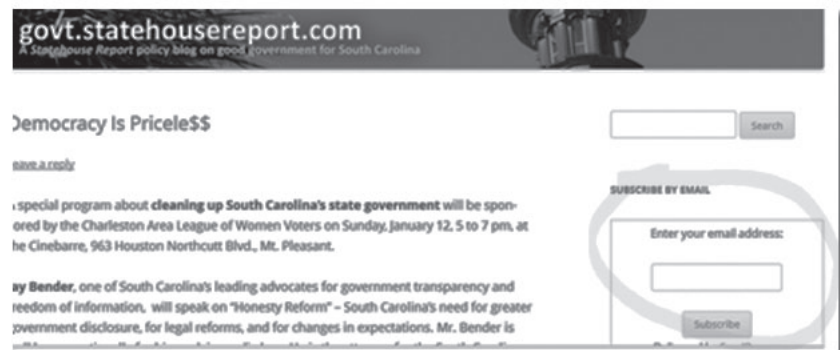 govt.statehousereport.com
A Statehouse Report policy blog on good government for South Carolina
Democracy Is Pricele$$
Search
eave a reply
SUBSCRIBE BY EMAIL
special program about cleaning up South Carolina's state government will be spon-
ored by the Charleston Area League of Women Voters on Sunday, January 12, 5 to 7 pm, at
he Cinebarre, 963 Houston Northcutt Blvd., Mt. Pleasant.
Enter your email address:
ay Bender, one of South Carolina's leading advocates for government transparency and
reedom of information, will speak on "Honesty Reform" – South Carolina's need for greater
overnment disclosure, for legal reforms, and for changes in expectations. Mr. Bender is
Subscribe